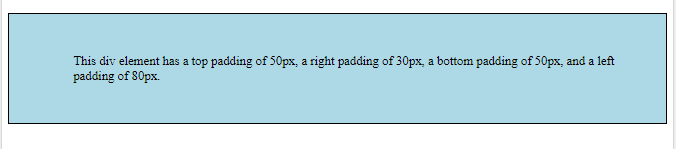 This div element has a top padding of 50px, a right padding of 30px, a bottom padding of 50px, and a left
padding of 80px.